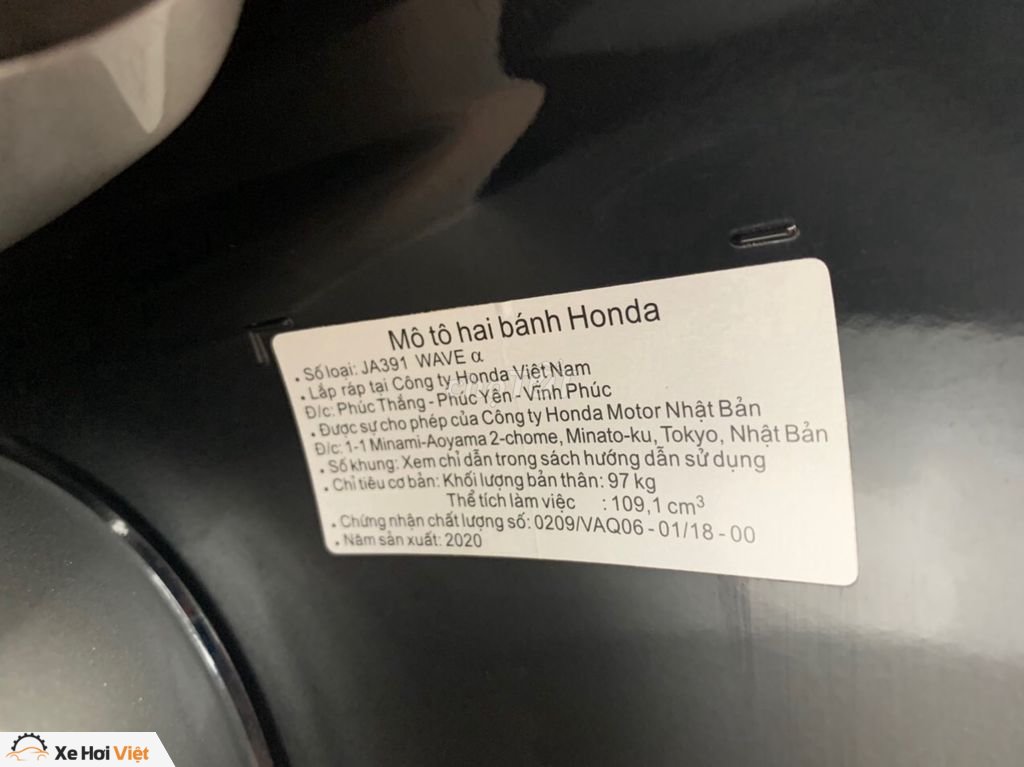 Mô tô hai bánh Honda
• Số loại: JA391 WAVE α
• Lắp ráp tại Công ty Honda Việt Nam
Đ/c: Phúc Thắng - Phúc Yên - Vĩnh Phúc
• Được sự cho phép của Công ty Honda Motor Nhật Bản
Đ/c: 1-1 Minami-Aoyama 2-chome, Minato-ku, Tokyo, Nhật Bản
• Số khung: Xem chỉ dẫn trong sách hướng dẫn sử dụng
• Chỉ tiêu cơ bản: Khối lượng bản thân: 97 kg
Thể tích làm việc : 109,1 cm³
• Chứng nhận chất lượng số: 0209/VAQ06 - 01/18 - 00
• Năm sản xuất: 2020
Xe Hơi Việt